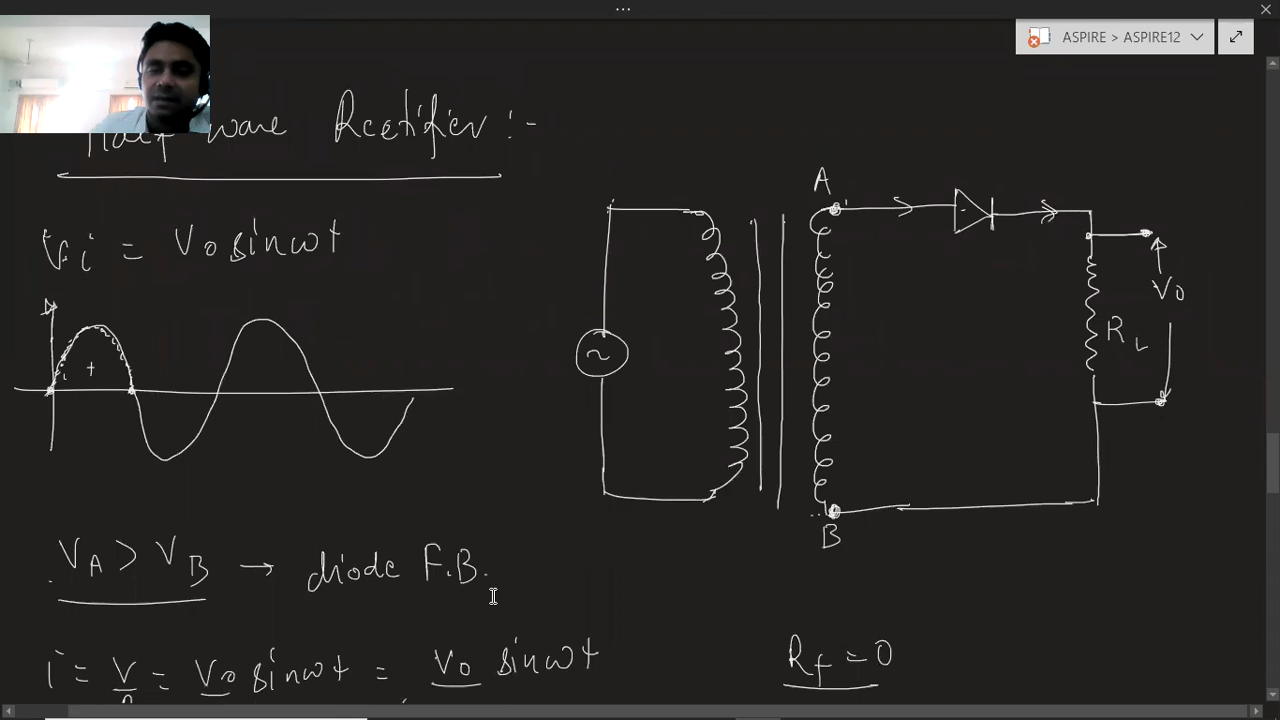 ASPIRE > ASPIRE12
Half wave Rectifier :-
Vi = V0 sinωt
+
A
~
V0
RL
B
VA > VB → diode F.B.
i = V = V0 sinωt = V0 sinωt
Rf = 0